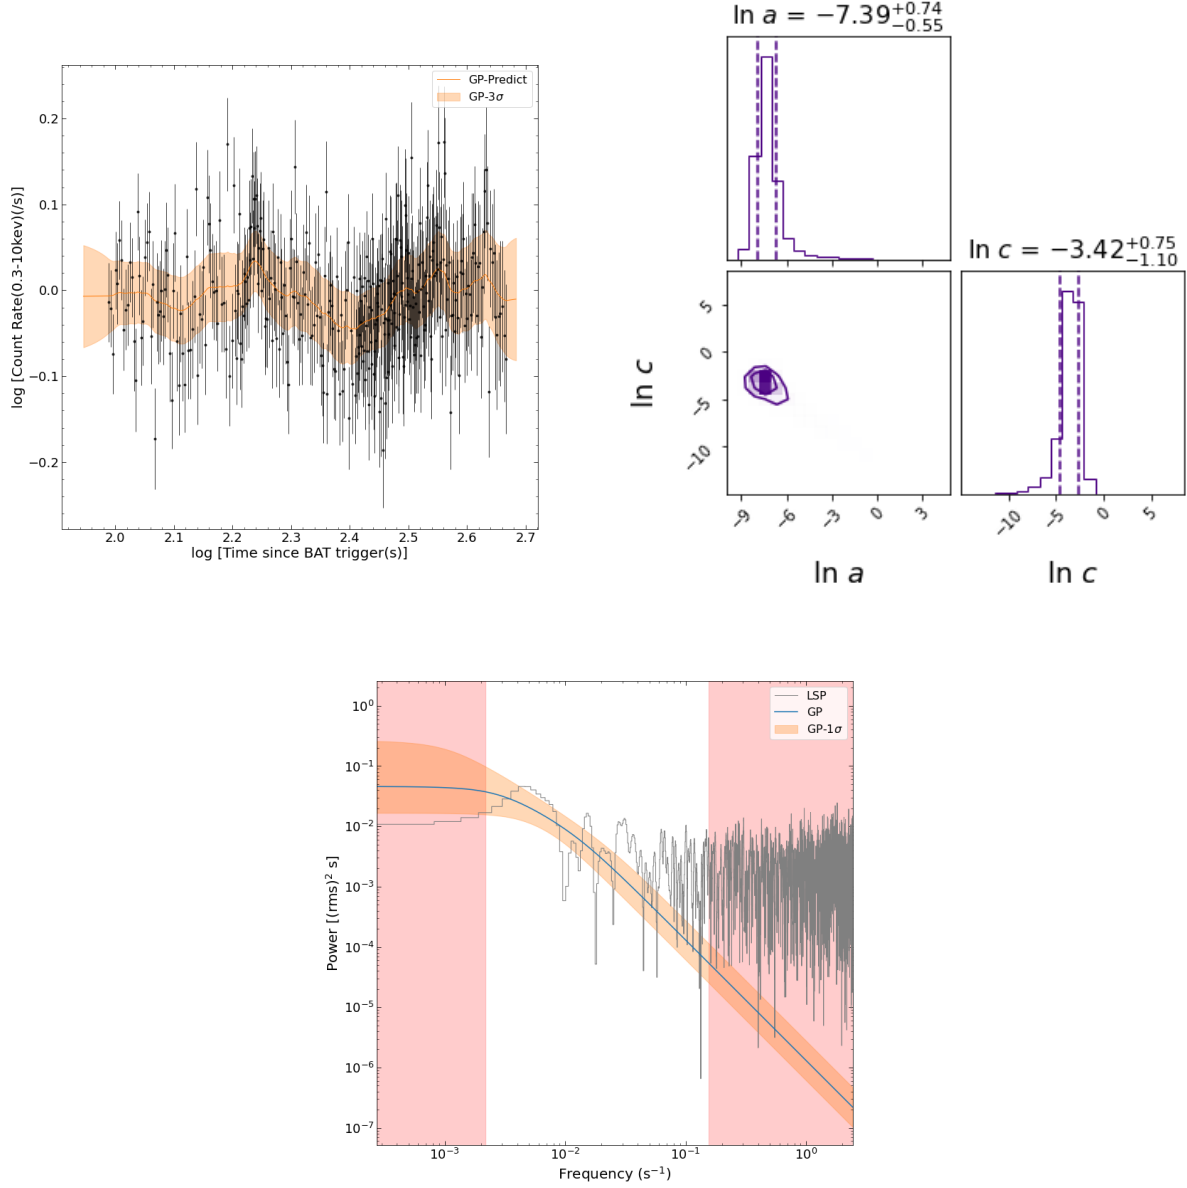 GP-Predict
GP-3σ
0.2
0.1
0.0
−0.1
−0.2
log [Count Rate(0.3-10kev)(/s)]
2.0 2.1 2.2 2.3 2.4 2.5 2.6 2.7
log [Time since BAT trigger(s)]
ln a = −7.39+0.74−0.55
ln c = −3.42+0.75−1.10
5
0
−5
−10
ln c
−9 −6 −3 0 3
ln a
−10 −5 0 5
ln c
LSP
GP
GP-1σ
10⁰
10⁻¹
10⁻²
10⁻³
10⁻⁴
10⁻⁵
10⁻⁶
10⁻⁷
Power [(rms)² s]
10⁻³ 10⁻² 10⁻¹ 10⁰
Frequency (s⁻¹)